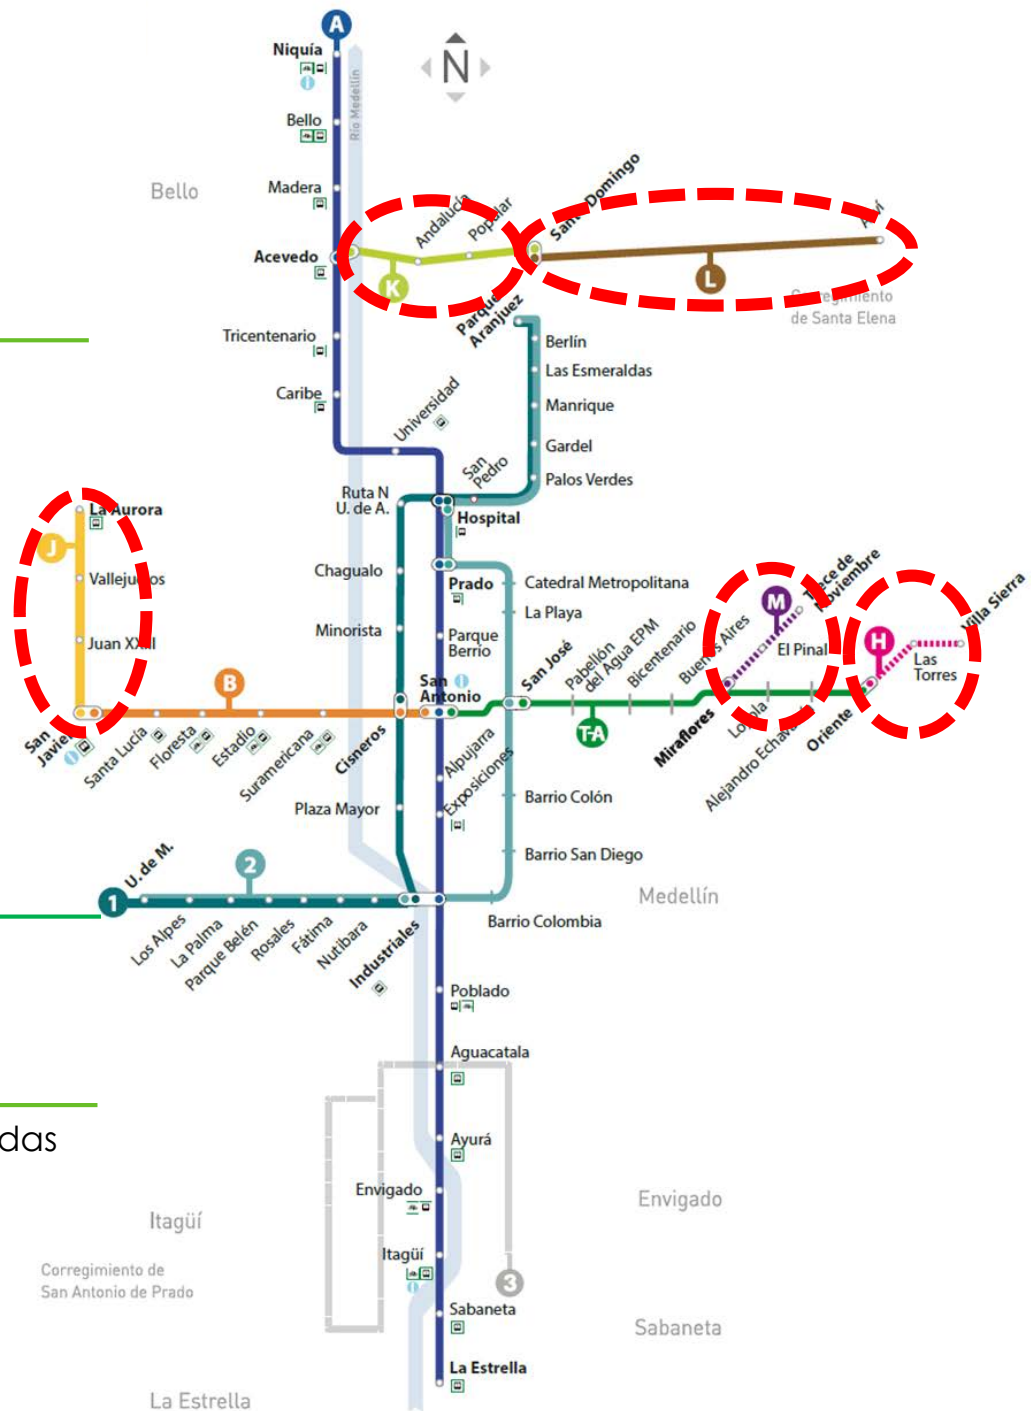 A
Niquía
N
Río Medellín
Bello
Bello
Madera
Santo Domingo
Andalucía
Popular
Arví
Acevedo
K
L
Corregimiento
de Santa Elena
Parque
Aranjuez
Tricentenario
Berlín
Las Esmeraldas
Caribe
Universidad
Manrique
Gardel
San
Pedro
Palos Verdes
Ruta N
U. de A.
Hospital
La Aurora
J
Vallejuelos
Juan XXIII
Chagualo
Prado
Catedral Metropolitana
La Playa
Minorista
Parque
Berrío
San
Antonio
San José
Pabellón
del Agua EPM
Bicentenario
Buenos Aires
M
Trece de
Noviembre
El Pinal
H
Villa Sierra
Las
Torres
B
T-A
San
Javier
Santa Lucía
Floresta
Estadio
Suramericana
Cisneros
Alpujarra
Exposiciones
Miraflores
Loyola
Alejandro Echavarría
Oriente
Plaza Mayor
Barrio Colón
Barrio San Diego
U. de M.
2
1
Medellín
Los Alpes
La Palma
Parque Belén
Rosales
Fátima
Nutibara
Industriales
Barrio Colombia
Poblado
Aguacatala
das
Ayurá
Envigado
Envigado
Itagüí
Itagüí
Corregimiento de
San Antonio de Prado
3
Sabaneta
Sabaneta
La Estrella
La Estrella